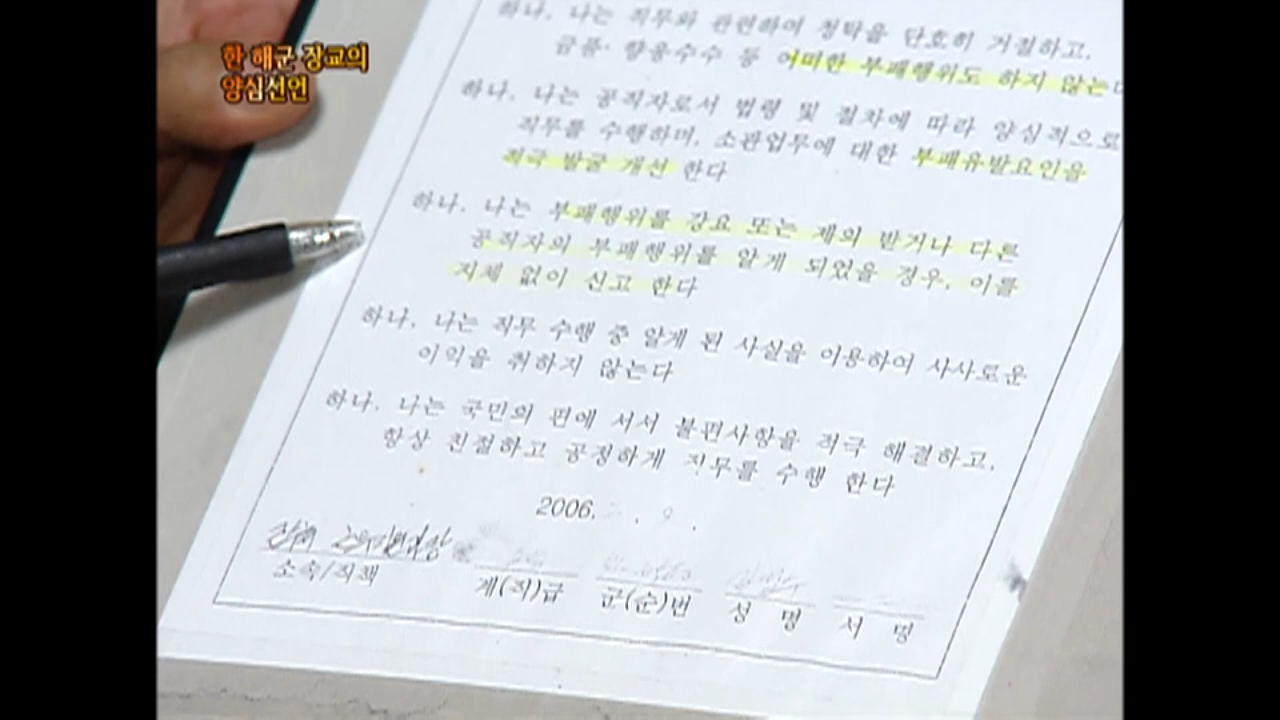 한 해군 장교의
양심선언
하나. 나는 직무와 관련하여 청탁을 단호히 거절하고,
금품·향응수수 등 어떠한 부패행위도 하지 않는다
하나. 나는 공직자로서 법령 및 절차에 따라 양심적으로
직무를 수행하며, 소관업무에 대한 부패유발요인을
적극 발굴 개선 한다
하나. 나는 부패행위를 강요 또는 제의 받거나 다른
공직자의 부패행위를 알게 되었을 경우, 이를
지체 없이 신고 한다
하나. 나는 직무 수행 중 알게 된 사실을 이용하여 사사로운
이익을 취하지 않는다
하나. 나는 국민의 편에 서서 불편사항을 적극 해결하고,
항상 친절하고 공정하게 직무를 수행 한다
2006. . 9 .
소속/직책 계(직)급 군(순)번 성 명 서 명